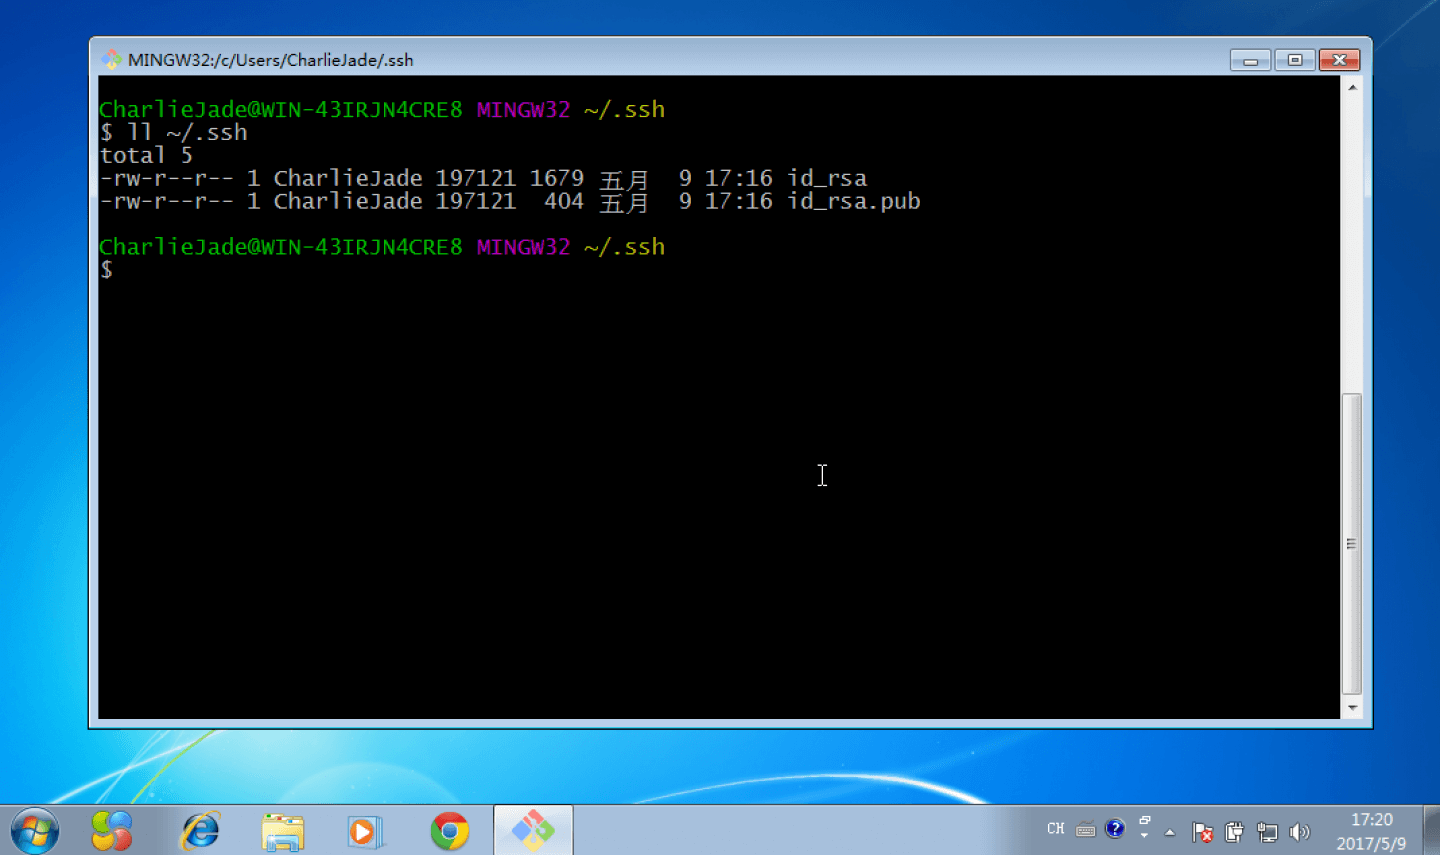 MINGW32:/c/Users/CharlieJade/.ssh
CharlieJade@WIN-43IRJN4CRE8 MINGW32 ~/.ssh
$ ll ~/.ssh
total 5
-rw-r--r-- 1 CharlieJade 197121 1679 五月  9 17:16 id_rsa
-rw-r--r-- 1 CharlieJade 197121  404 五月  9 17:16 id_rsa.pub
CharlieJade@WIN-43IRJN4CRE8 MINGW32 ~/.ssh
$
CH
17:20
2017/5/9